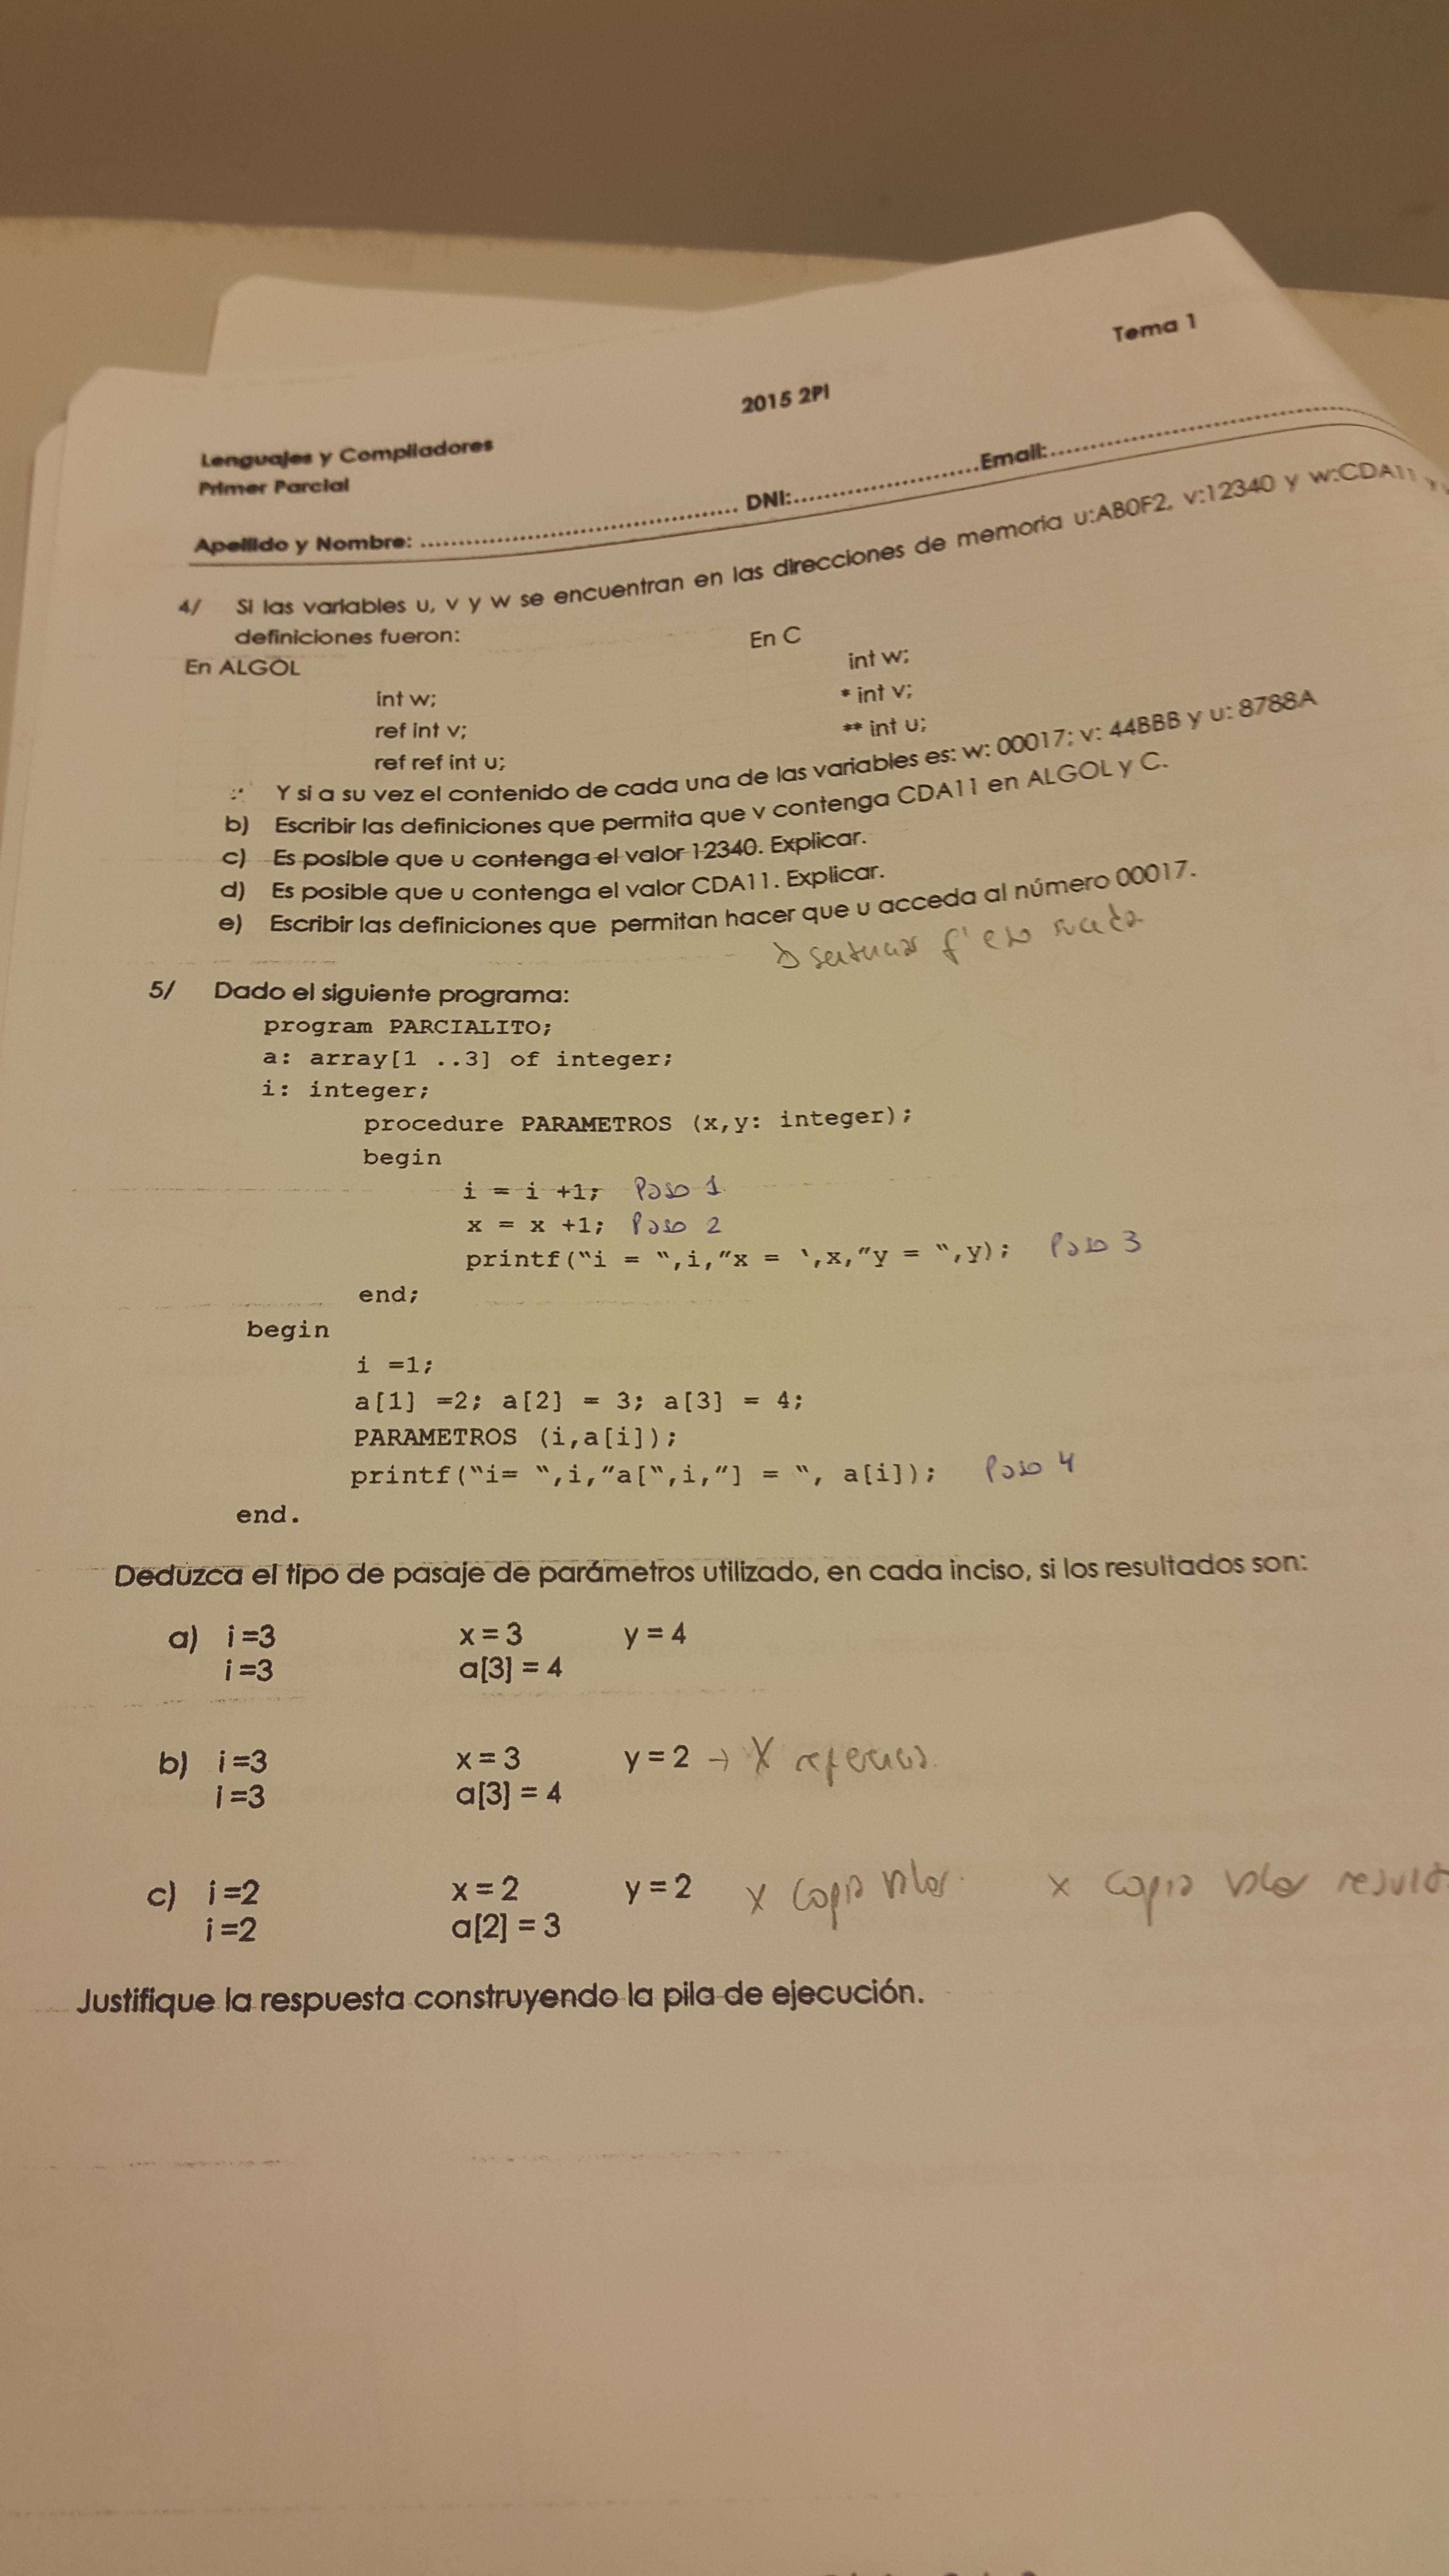 Tema 1
2015 2PI
Lenguajes y Compiladores
Primer Parcial
Apellido y Nombre: ........................................ DNI:........................Email:........................................
4/ Si las variables u, v y w se encuentran en las direcciones de memoria u:AB0F2, v:12340 y w:CDA11 y
definiciones fueron:
En ALGOL En C
int w; int w;
ref int v; * int v;
ref ref int u; ** int u;
Y si a su vez el contenido de cada una de las variables es: w: 00017; v: 44BBB y u: 8788A
b) Escribir las definiciones que permita que v contenga CDA11 en ALGOL y C.
c) Es posible que u contenga el valor 12340. Explicar.
d) Es posible que u contenga el valor CDA11. Explicar.
e) Escribir las definiciones que permitan hacer que u acceda al número 00017.
5/ Dado el siguiente programa:
program PARCIALITO;
a: array[1 ..3] of integer;
i: integer;
procedure PARAMETROS (x,y: integer);
begin
i = i +1; Paso 1
x = x +1; Paso 2
printf(“i = “,i,”x = ‘,x,”y = “,y); Paso 3
end;
begin
i =1;
a[1] =2; a[2] = 3; a[3] = 4;
PARAMETROS (i,a[i]);
printf(“i= “,i,”a[“,i,”] = “, a[i]); Paso 4
end.
Deduzca el tipo de pasaje de parámetros utilizado, en cada inciso, si los resultados son:
a) i =3 x = 3 y = 4
i =3 a[3] = 4
b) i =3 x = 3 y = 2 → X referencia.
i =3 a[3] = 4
c) i =2 x = 2 y = 2 X copia valor. X copia valor result
i =2 a[2] = 3
Justifique la respuesta construyendo la pila de ejecución.